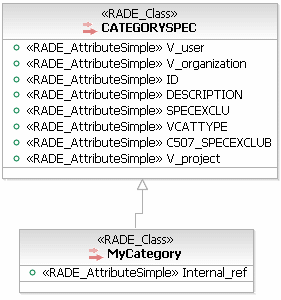 «RADE_Class»
CATEGORYSPEC
«RADE_AttributeSimple» V_user
«RADE_AttributeSimple» V_organization
«RADE_AttributeSimple» ID
«RADE_AttributeSimple» DESCRIPTION
«RADE_AttributeSimple» SPECEXCLU
«RADE_AttributeSimple» VCATTYPE
«RADE_AttributeSimple» C507_SPECEXCLUB
«RADE_AttributeSimple» V_project
«RADE_Class»
MyCategory
«RADE_AttributeSimple» Internal_ref